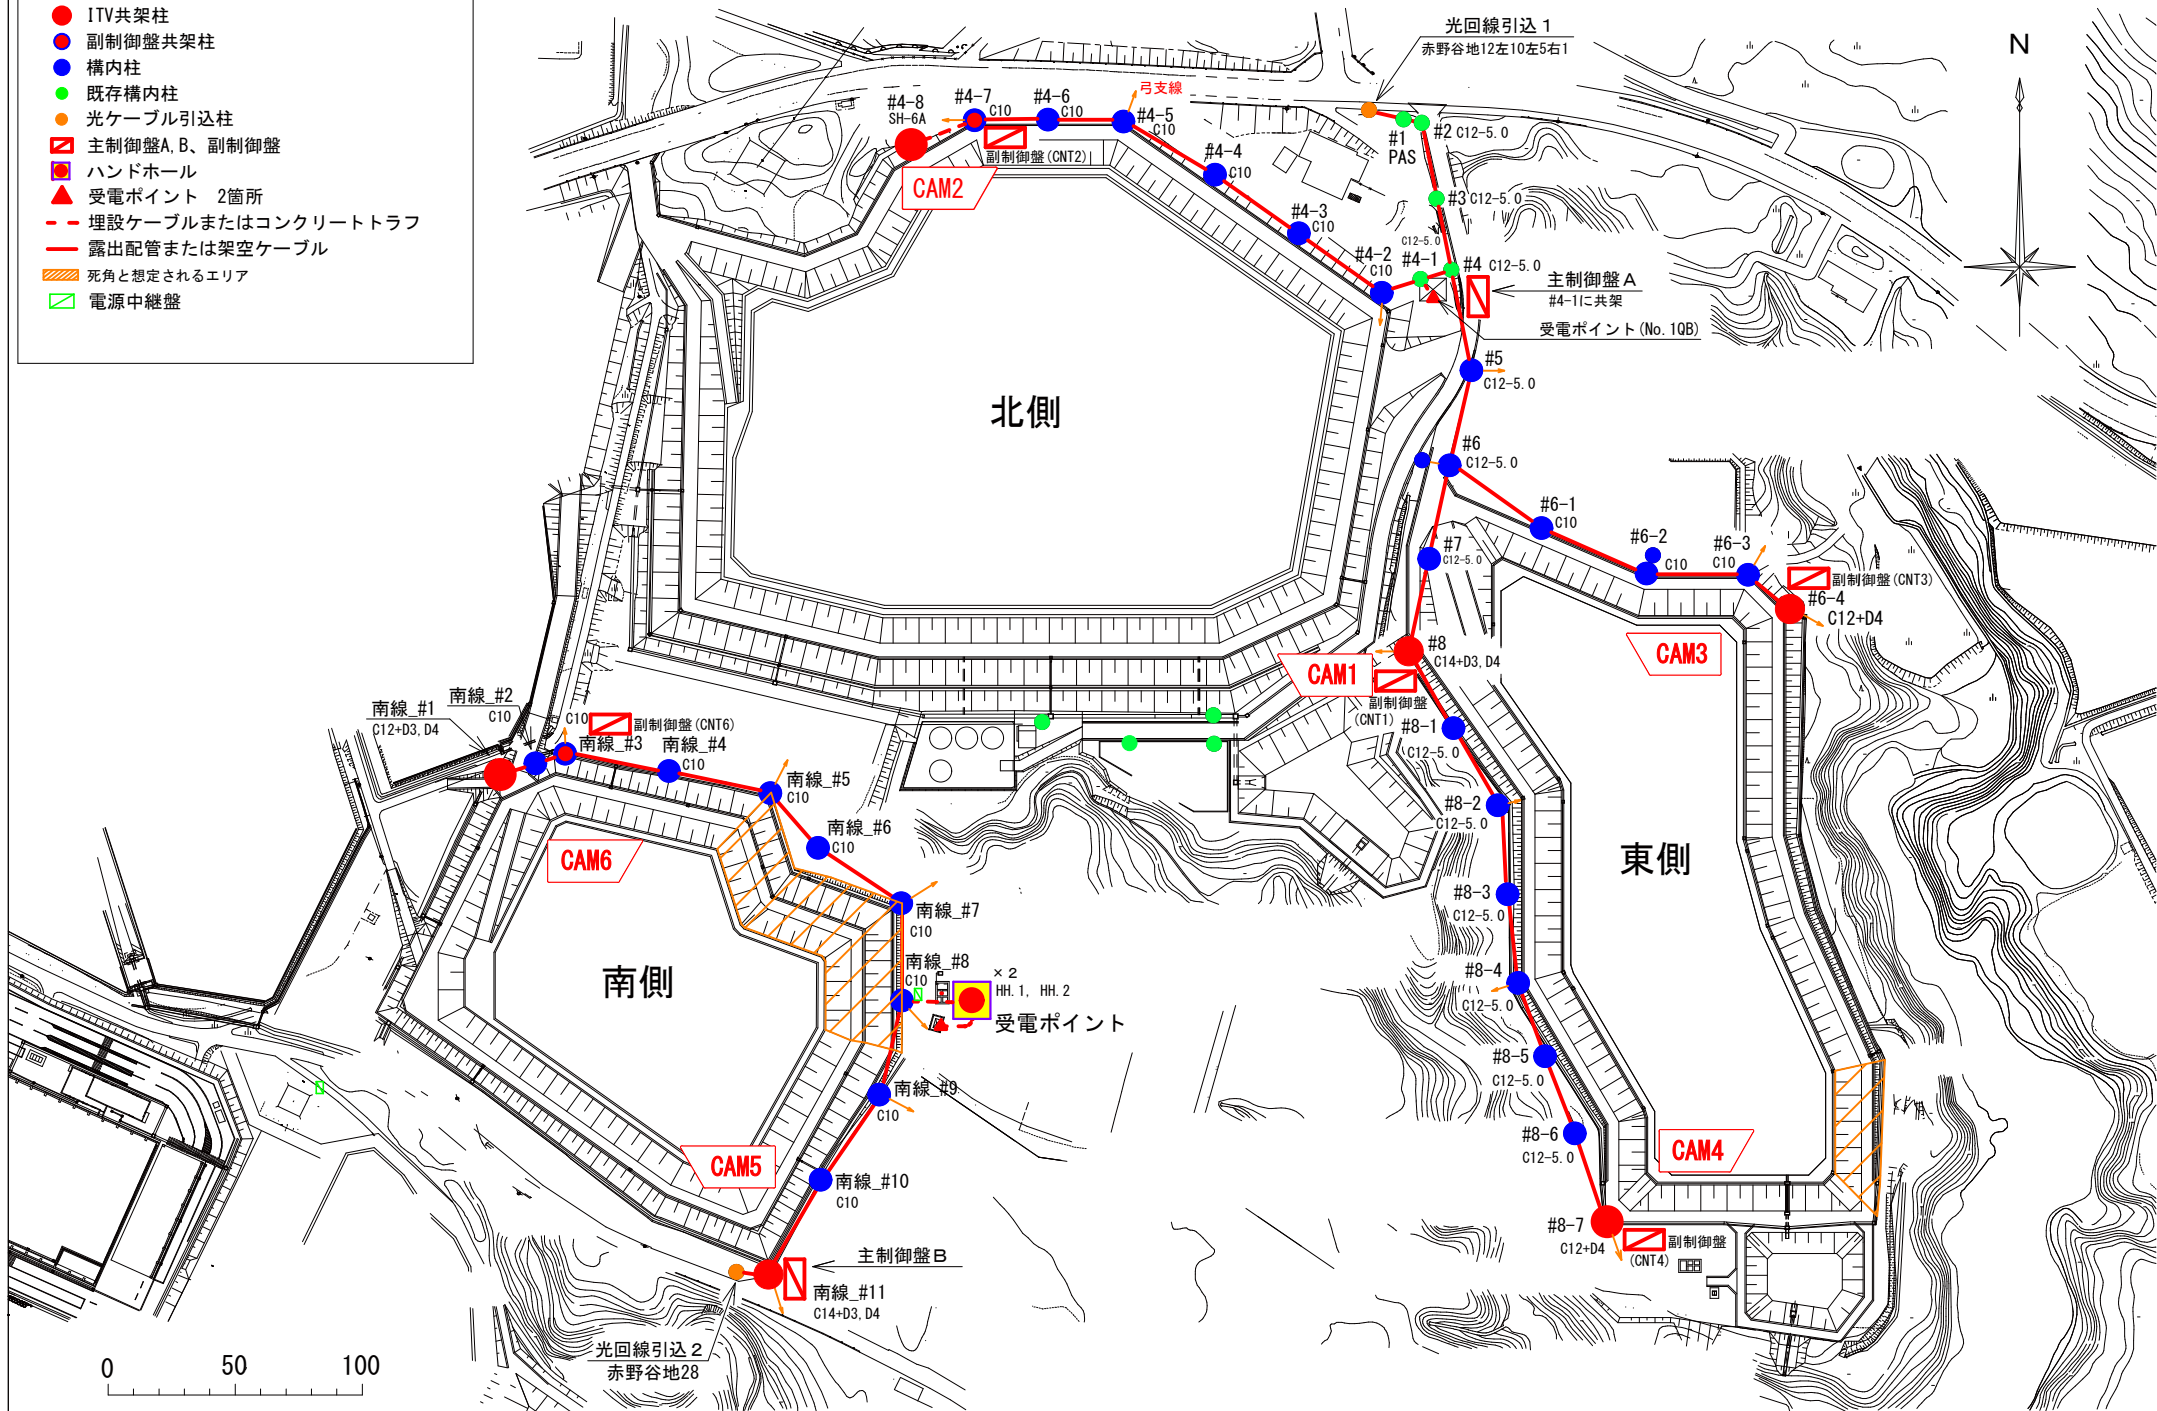 ITV共架柱
副制御盤共架柱
構内柱
既存構内柱
光ケーブル引込柱
主制御盤A,B、副制御盤
ハンドホール
受電ポイント 2箇所
埋設ケーブルまたはコンクリートトラフ
露出配管または架空ケーブル
死角と想定されるエリア
電源中継盤
光回線引込1
赤野谷地12左10左5右1
N
#4-8
SH-6A
#4-7
C10
#4-6
C10
弓支線
#4-5
C10
副制御盤(CNT2)
CAM2
#4-4
C10
#4-3
C10
#4-2
C10
#1
PAS
#2 C12-5.0
#3 C12-5.0
C12-5.0
#4-1
#4 C12-5.0
主制御盤A
#4-1に共架
受電ポイント(No.1QB)
#5
C12-5.0
北側
#6
C12-5.0
#6-1
C10
#6-2
C10
#6-3
C10
副制御盤(CNT3)
#6-4
C12+D4
#7
C12-5.0
#8
C14+D3,D4
CAM1
CAM3
副制御盤
(CNT1)
#8-1
C12-5.0
#8-2
C12-5.0
#8-3
C12-5.0
#8-4
C12-5.0
#8-5
C12-5.0
#8-6
C12-5.0
#8-7
C12+D4
副制御盤
(CNT4)
CAM4
東側
南線_#1
C12+D3,D4
南線_#2
C10
C10
副制御盤(CNT6)
南線_#3
南線_#4
C10
南線_#5
C10
南線_#6
C10
CAM6
南線_#7
C10
南側
南線_#8
C10
×2
HH.1, HH.2
受電ポイント
南線_#9
C10
CAM5
南線_#10
C10
主制御盤B
南線_#11
C14+D3,D4
光回線引込2
赤野谷地28
0 50 100